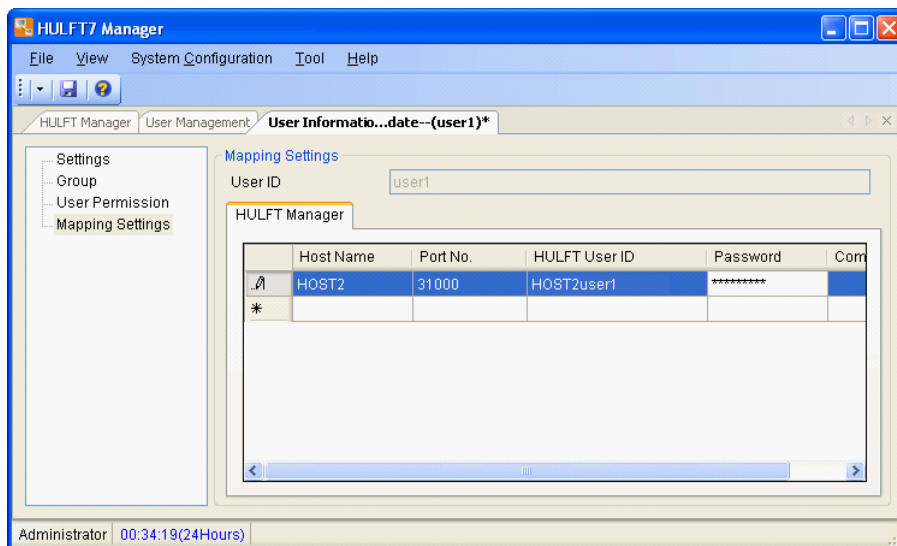 HULFT7 Manager
File View System Configuration Tool Help
HULFT Manager User Management User Informatio...date--(user1)*
Settings
Group
User Permission
Mapping Settings
Mapping Settings
User ID user1
HULFT Manager
Host Name Port No. HULFT User ID Password Com
HOST2 31000 HOST2user1 *********
*
Administrator 00:34:19(24Hours)